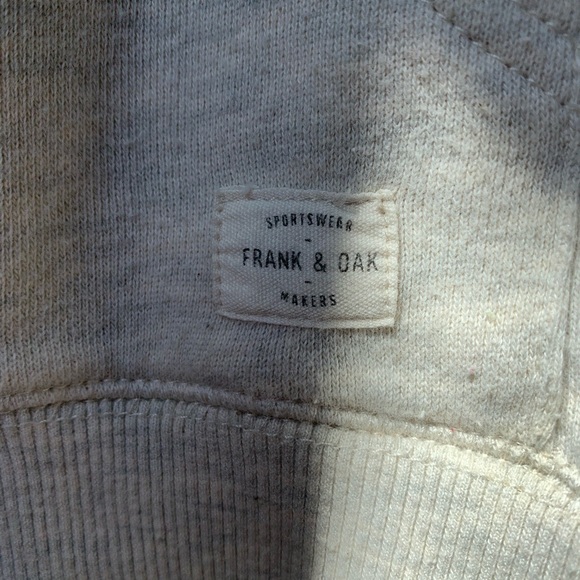 SPORTSWEAR
-
FRANK & OAK
-
MAKERS